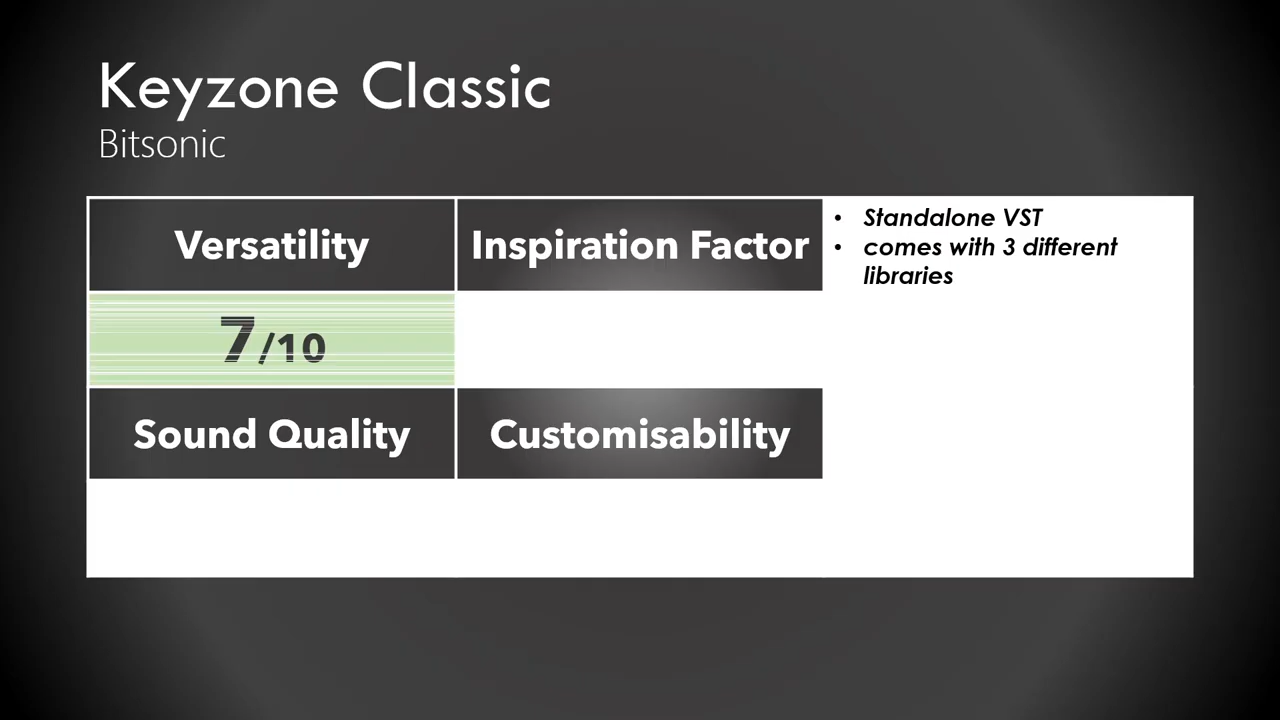 Keyzone Classic
Bitsonic
Versatility
Inspiration Factor
• Standalone VST
• comes with 3 different
libraries
7/10
Sound Quality
Customisability